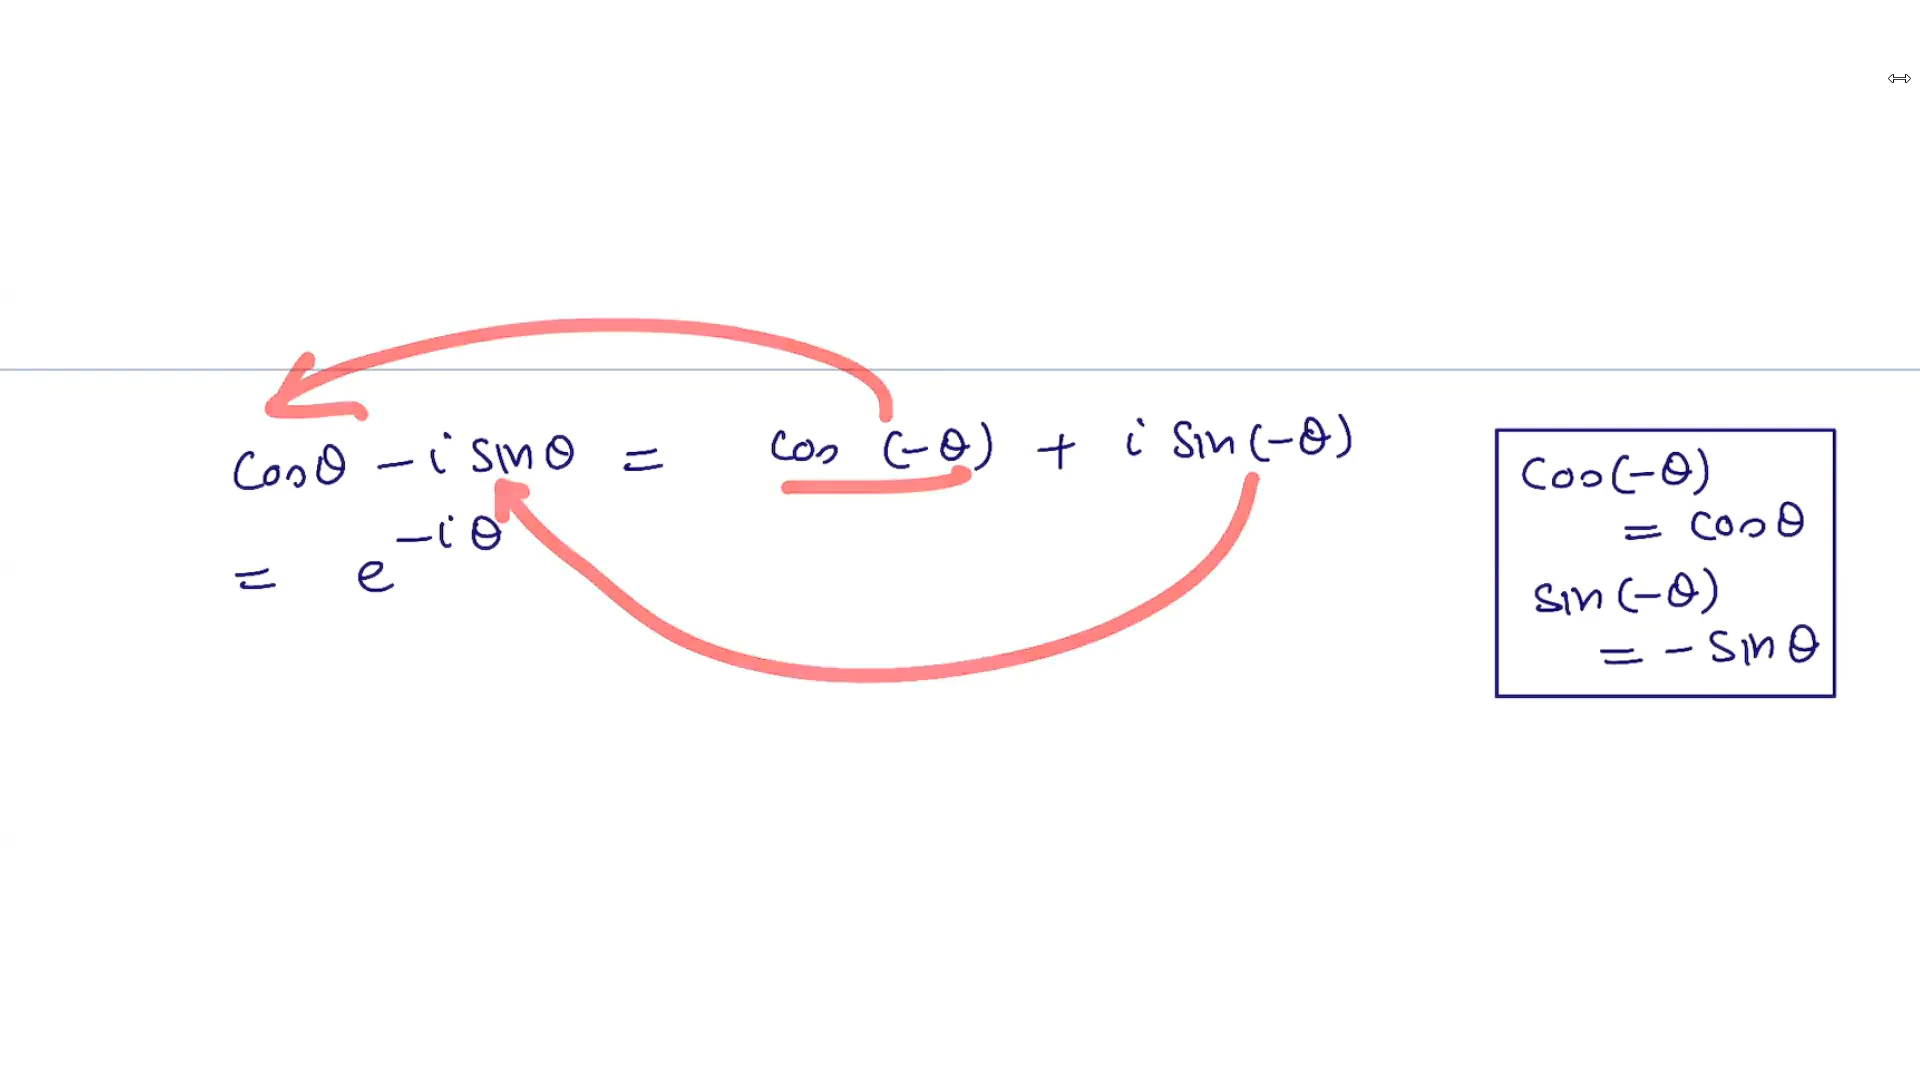 cosθ - i sinθ = cos (-θ) + i sin(-θ)
= e^{-iθ}
cos(-θ)
= cosθ
sin(-θ)
= - sinθ